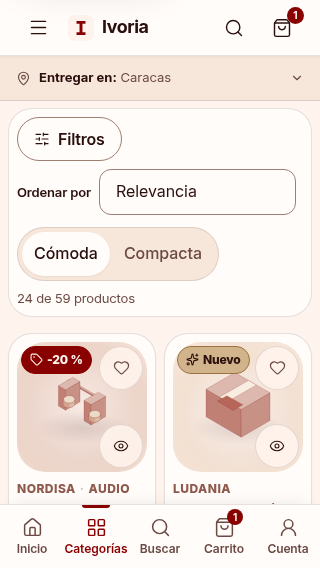 I Ivoria 1
Entregar en: Caracas
Filtros
Ordenar por Relevancia
Cómoda Compacta
24 de 59 productos
-20 % Nuevo
NORDISA · AUDIO LUDANIA
1
Inicio Categorías Buscar Carrito Cuenta